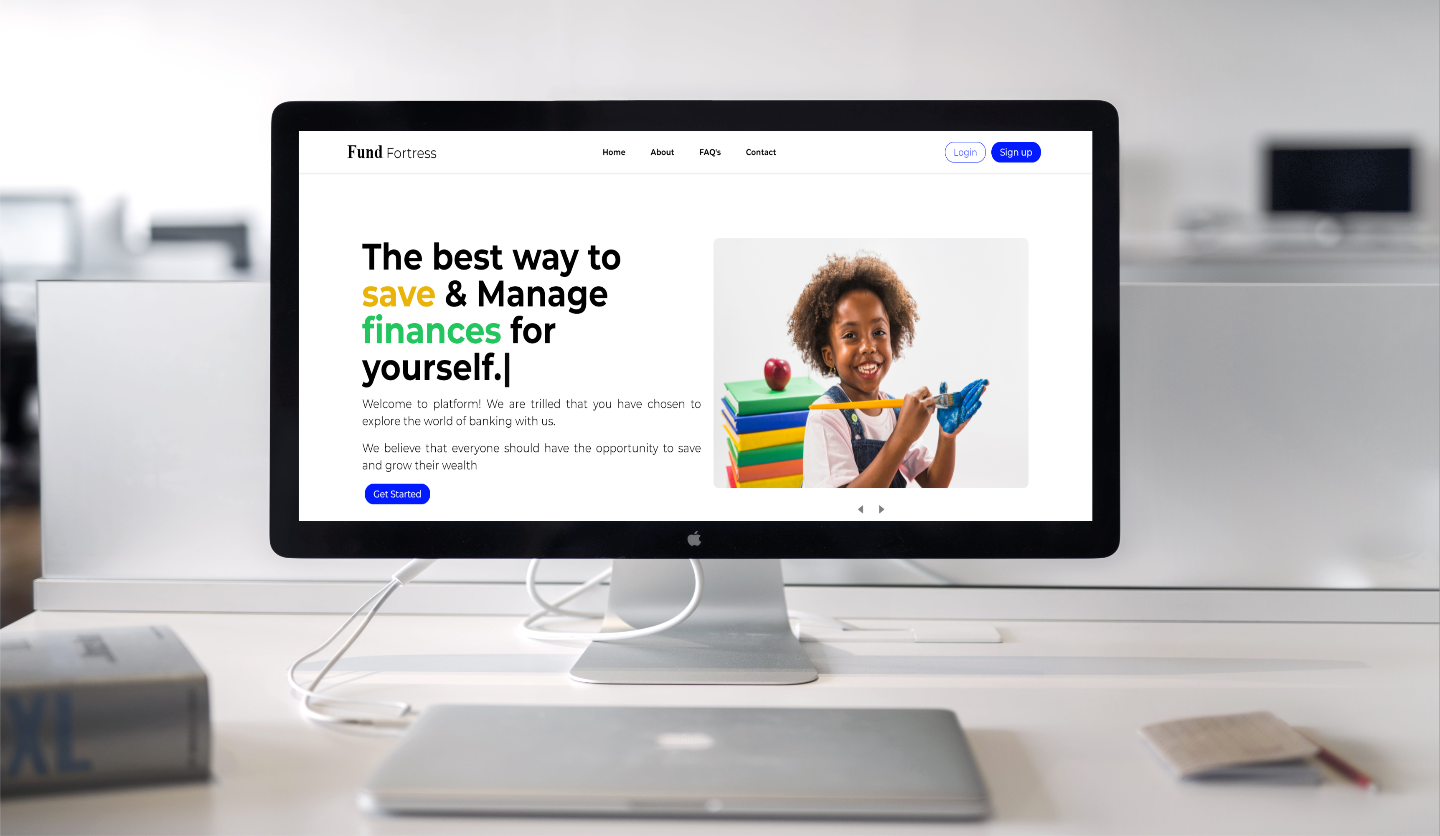 Fund Fortress
Home About FAQ's Contact
Login Sign up
The best way to
save & Manage
finances for
yourself.|
Welcome to platform! We are trilled that you have chosen to
explore the world of banking with us.
We believe that everyone should have the opportunity to save
and grow their wealth
Get Started
XL